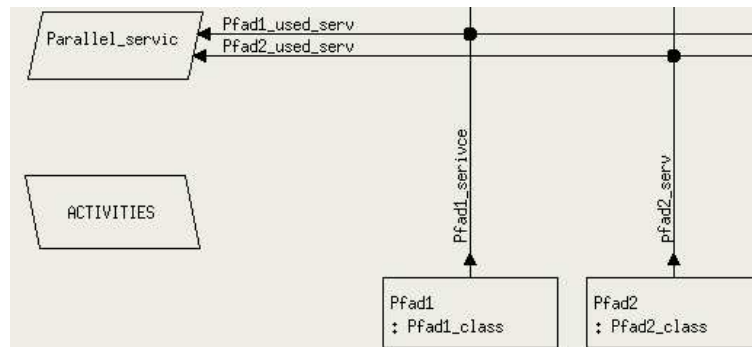 Parallel_servic
Pfad1_used_serv
Pfad2_used_serv
Pfad1_serivce
pfad2_serv
ACTIVITIES
Pfad1
: Pfad1_class
Pfad2
: Pfad2_class